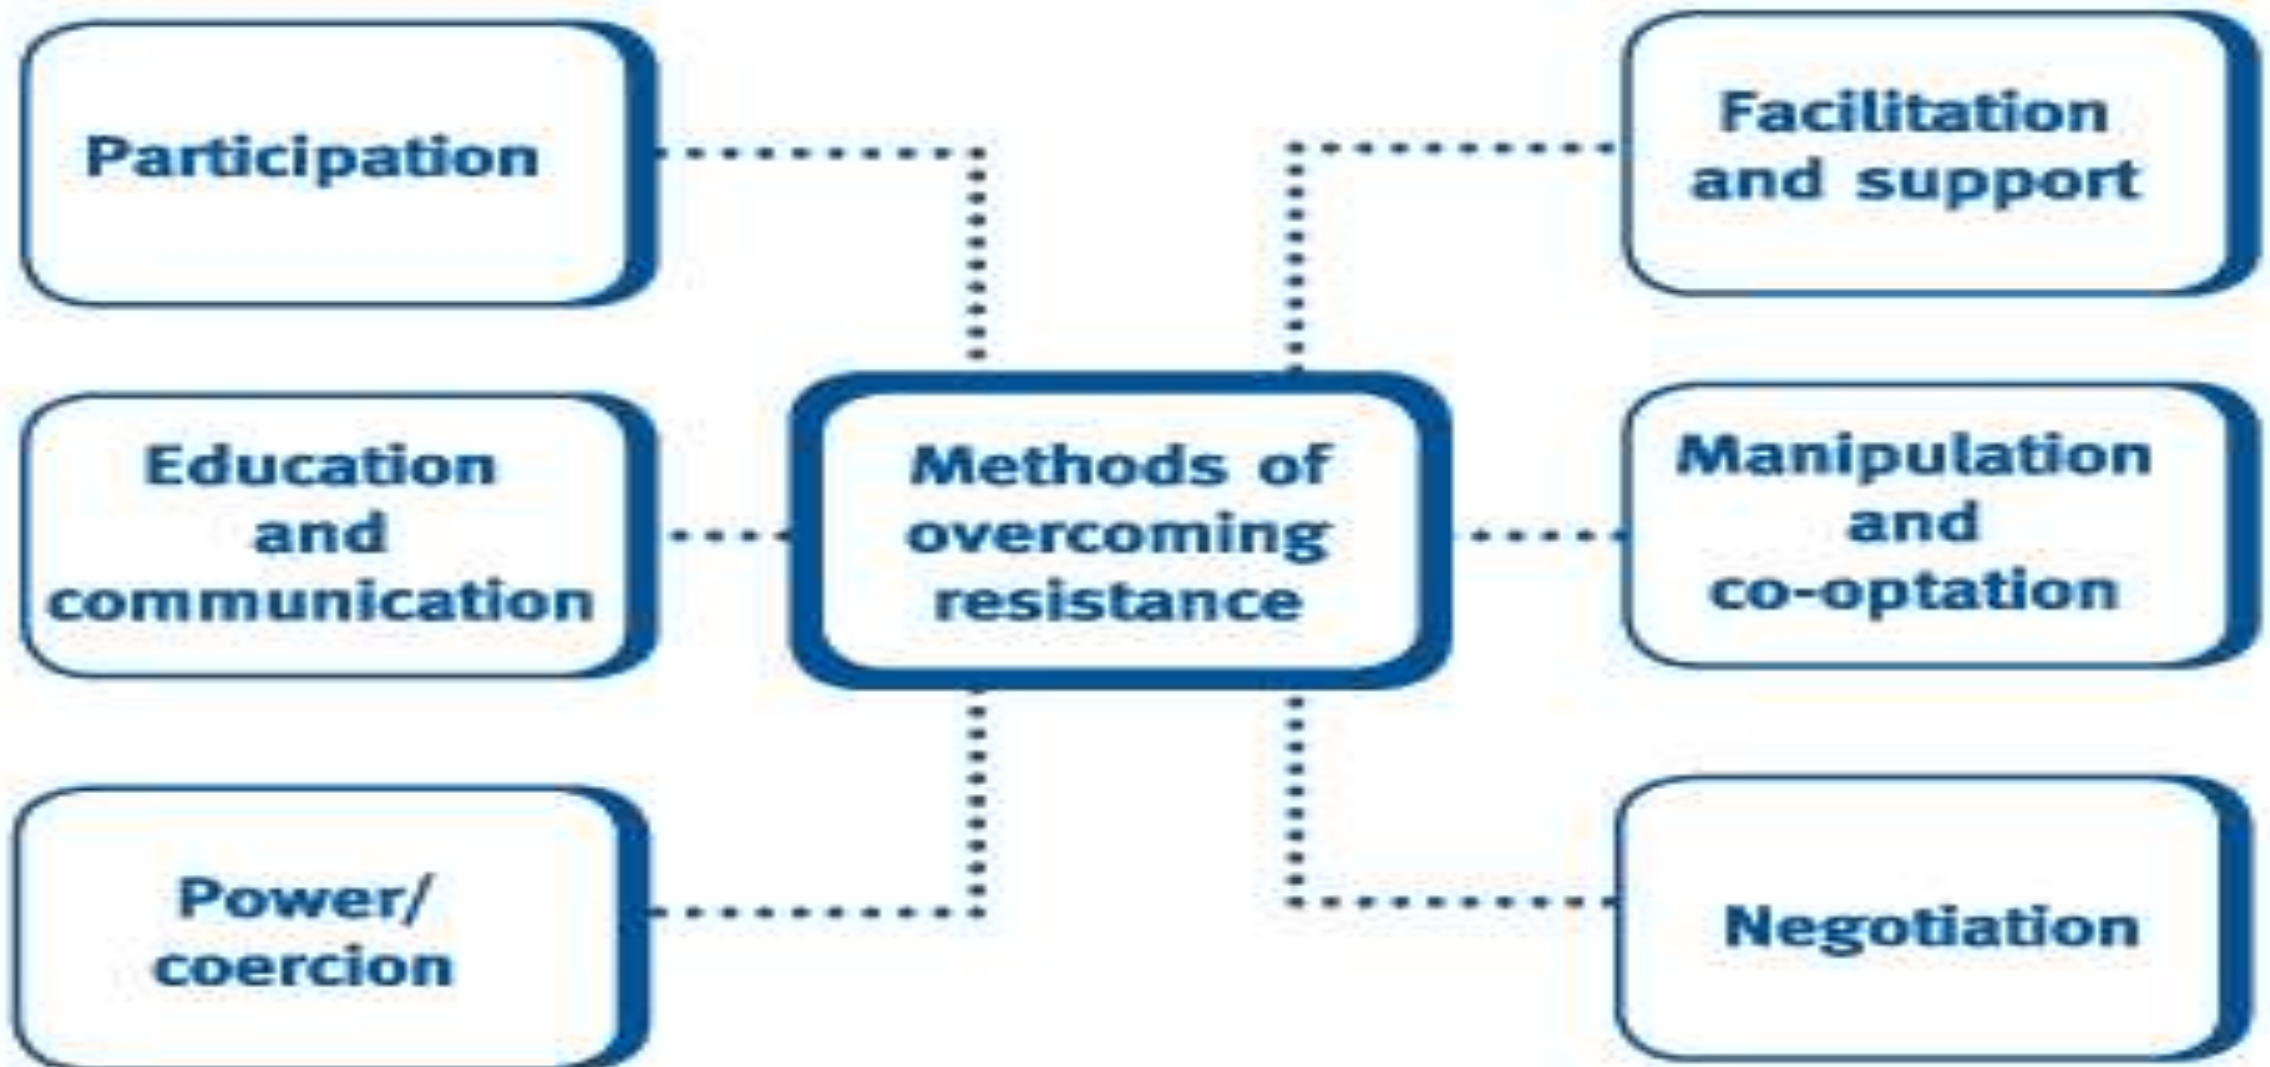 Participation
Facilitation
and support
Education
and
communication
Methods of
overcoming
resistance
Manipulation
and
co-optation
Power/
coercion
Negotiation